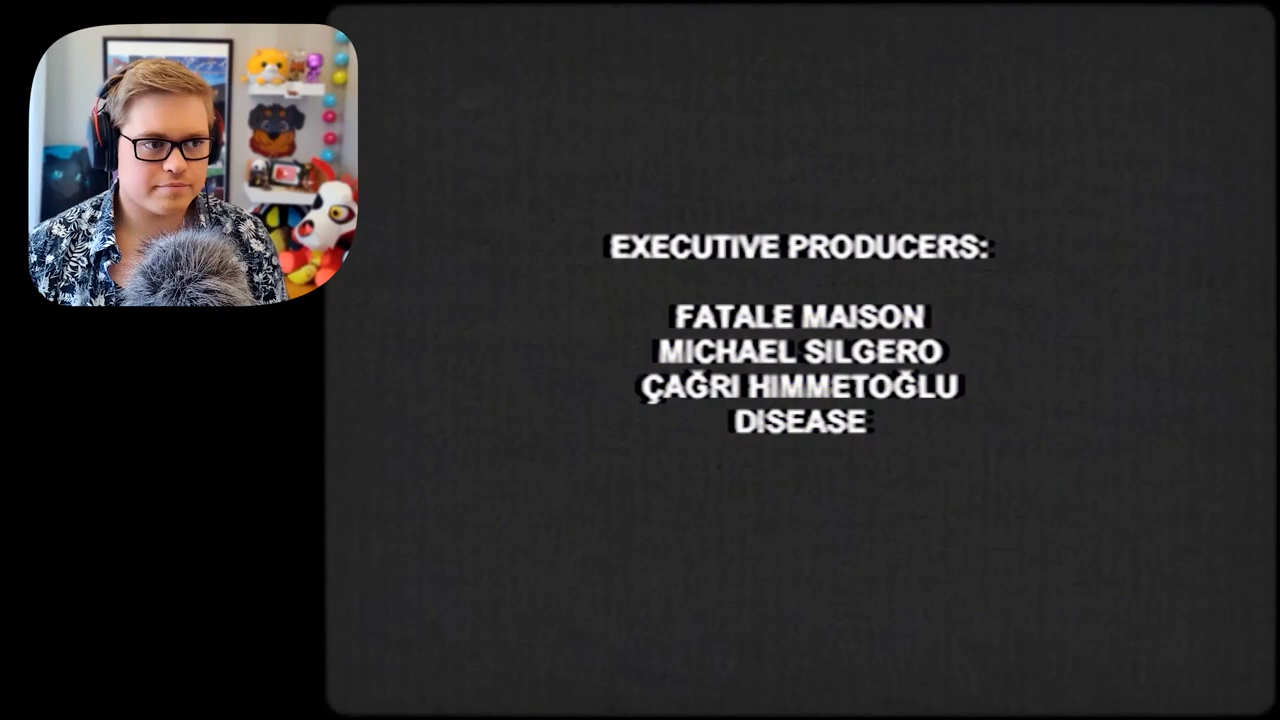 EXECUTIVE PRODUCERS:
FATALE MAISON
MICHAEL SILGERO
ÇAĞRI HIMMETOĞLU
DISEASE